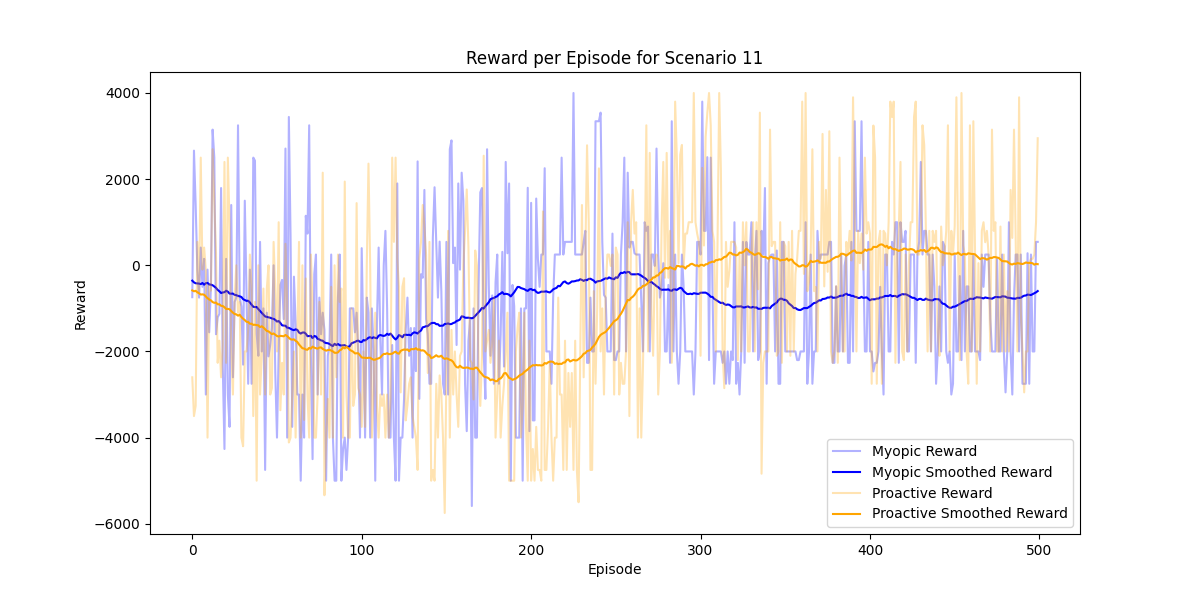 Reward per Episode for Scenario 11
4000
2000
0
−2000
−4000
−6000
Reward
0 100 200 300 400 500
Episode
Myopic Reward
Myopic Smoothed Reward
Proactive Reward
Proactive Smoothed Reward